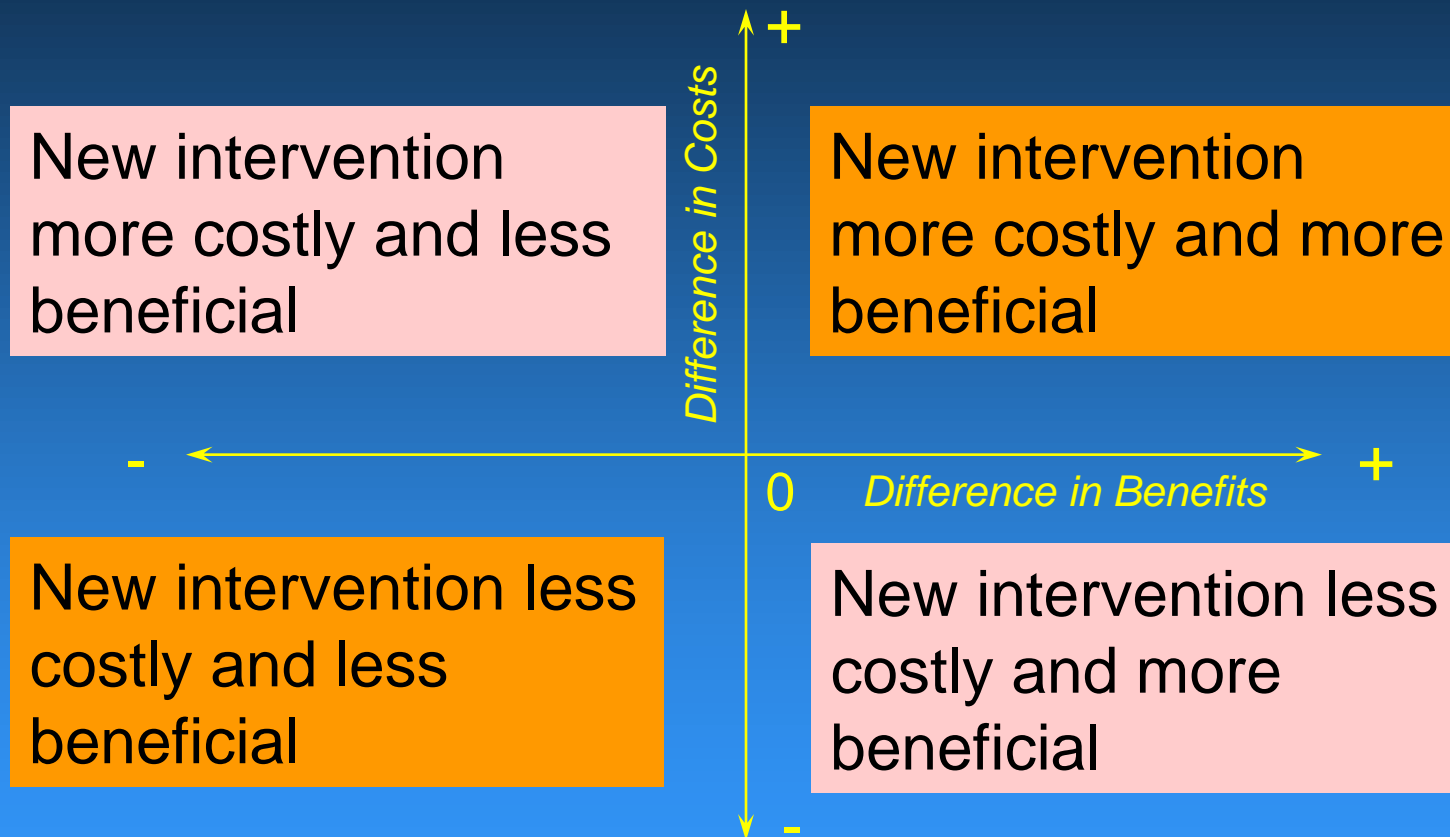 +
Difference in Costs
New intervention
more costly and less
beneficial
New intervention
more costly and more
beneficial
-
+
0
Difference in Benefits
New intervention less
costly and less
beneficial
New intervention less
costly and more
beneficial
-